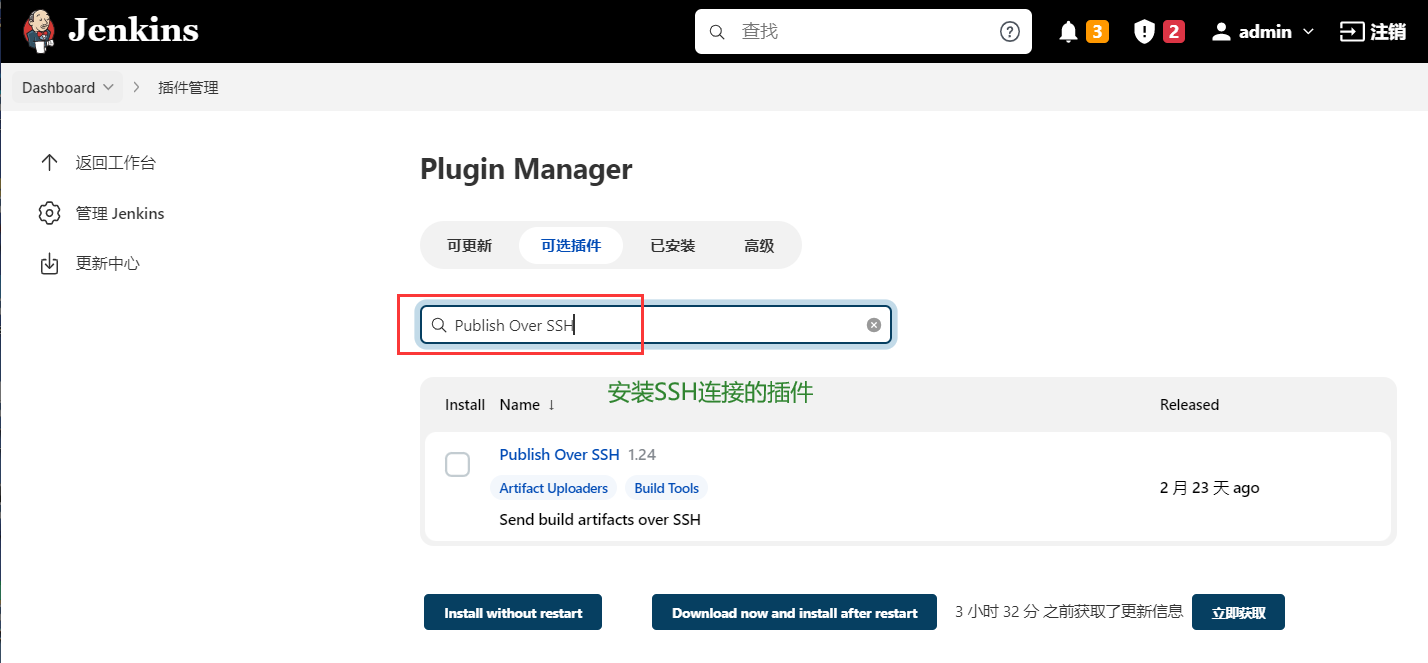 Jenkins
查找
3
2
admin
注销
Dashboard
插件管理
返回工作台
管理 Jenkins
更新中心
Plugin Manager
可更新
可选插件
已安装
高级
Publish Over SSH
安装SSH连接的插件
Install
Name ↓
Released
Publish Over SSH 1.24
Artifact Uploaders
Build Tools
2 月 23 天 ago
Send build artifacts over SSH
Install without restart
Download now and install after restart
3 小时 32 分 之前获取了更新信息
立即获取